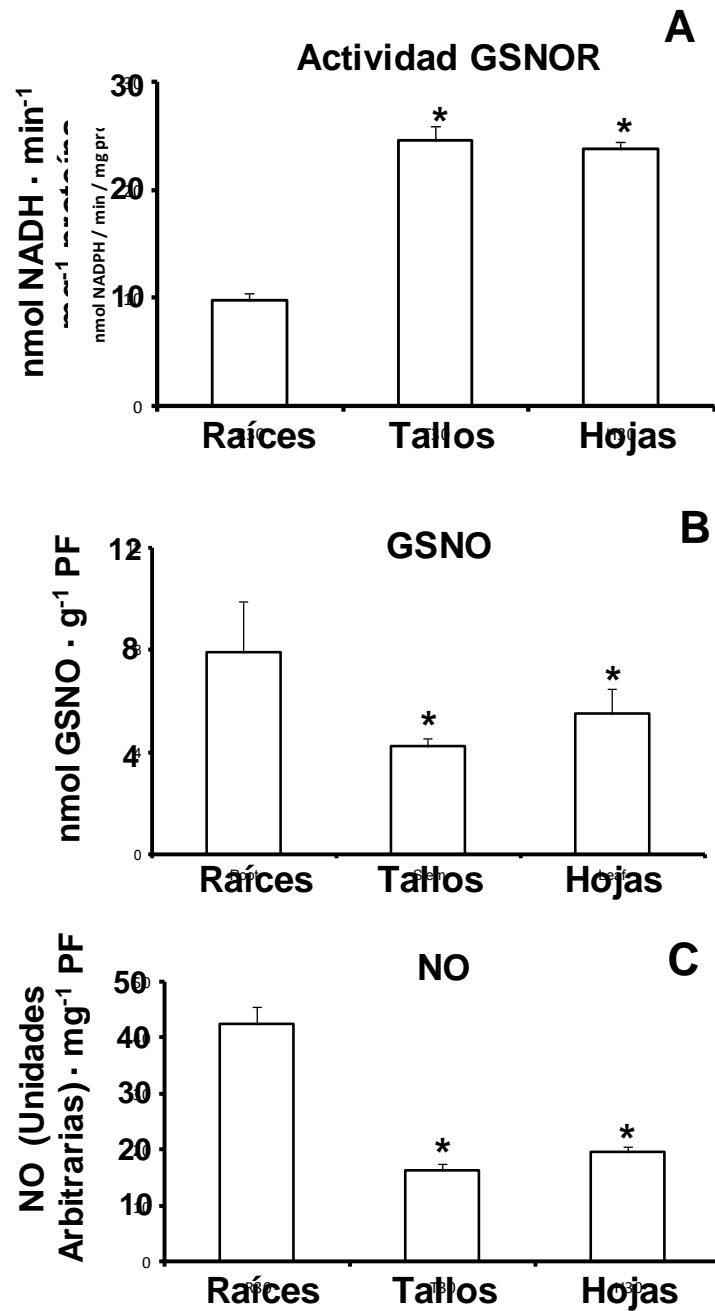 A
Actividad GSNOR
nmol NADH · min⁻¹
mg⁻¹
nmol NADPH / min / mg
30
20
10
0
*
*
Raíces Tallos Hojas
B
GSNO
nmol GSNO · g⁻¹ PF
12
8
4
0
*
*
Raíces Tallos Hojas
C
NO
NO (Unidades
Arbitrarias) · mg⁻¹ PF
50
40
30
20
10
0
*
*
Raíces Tallos Hojas